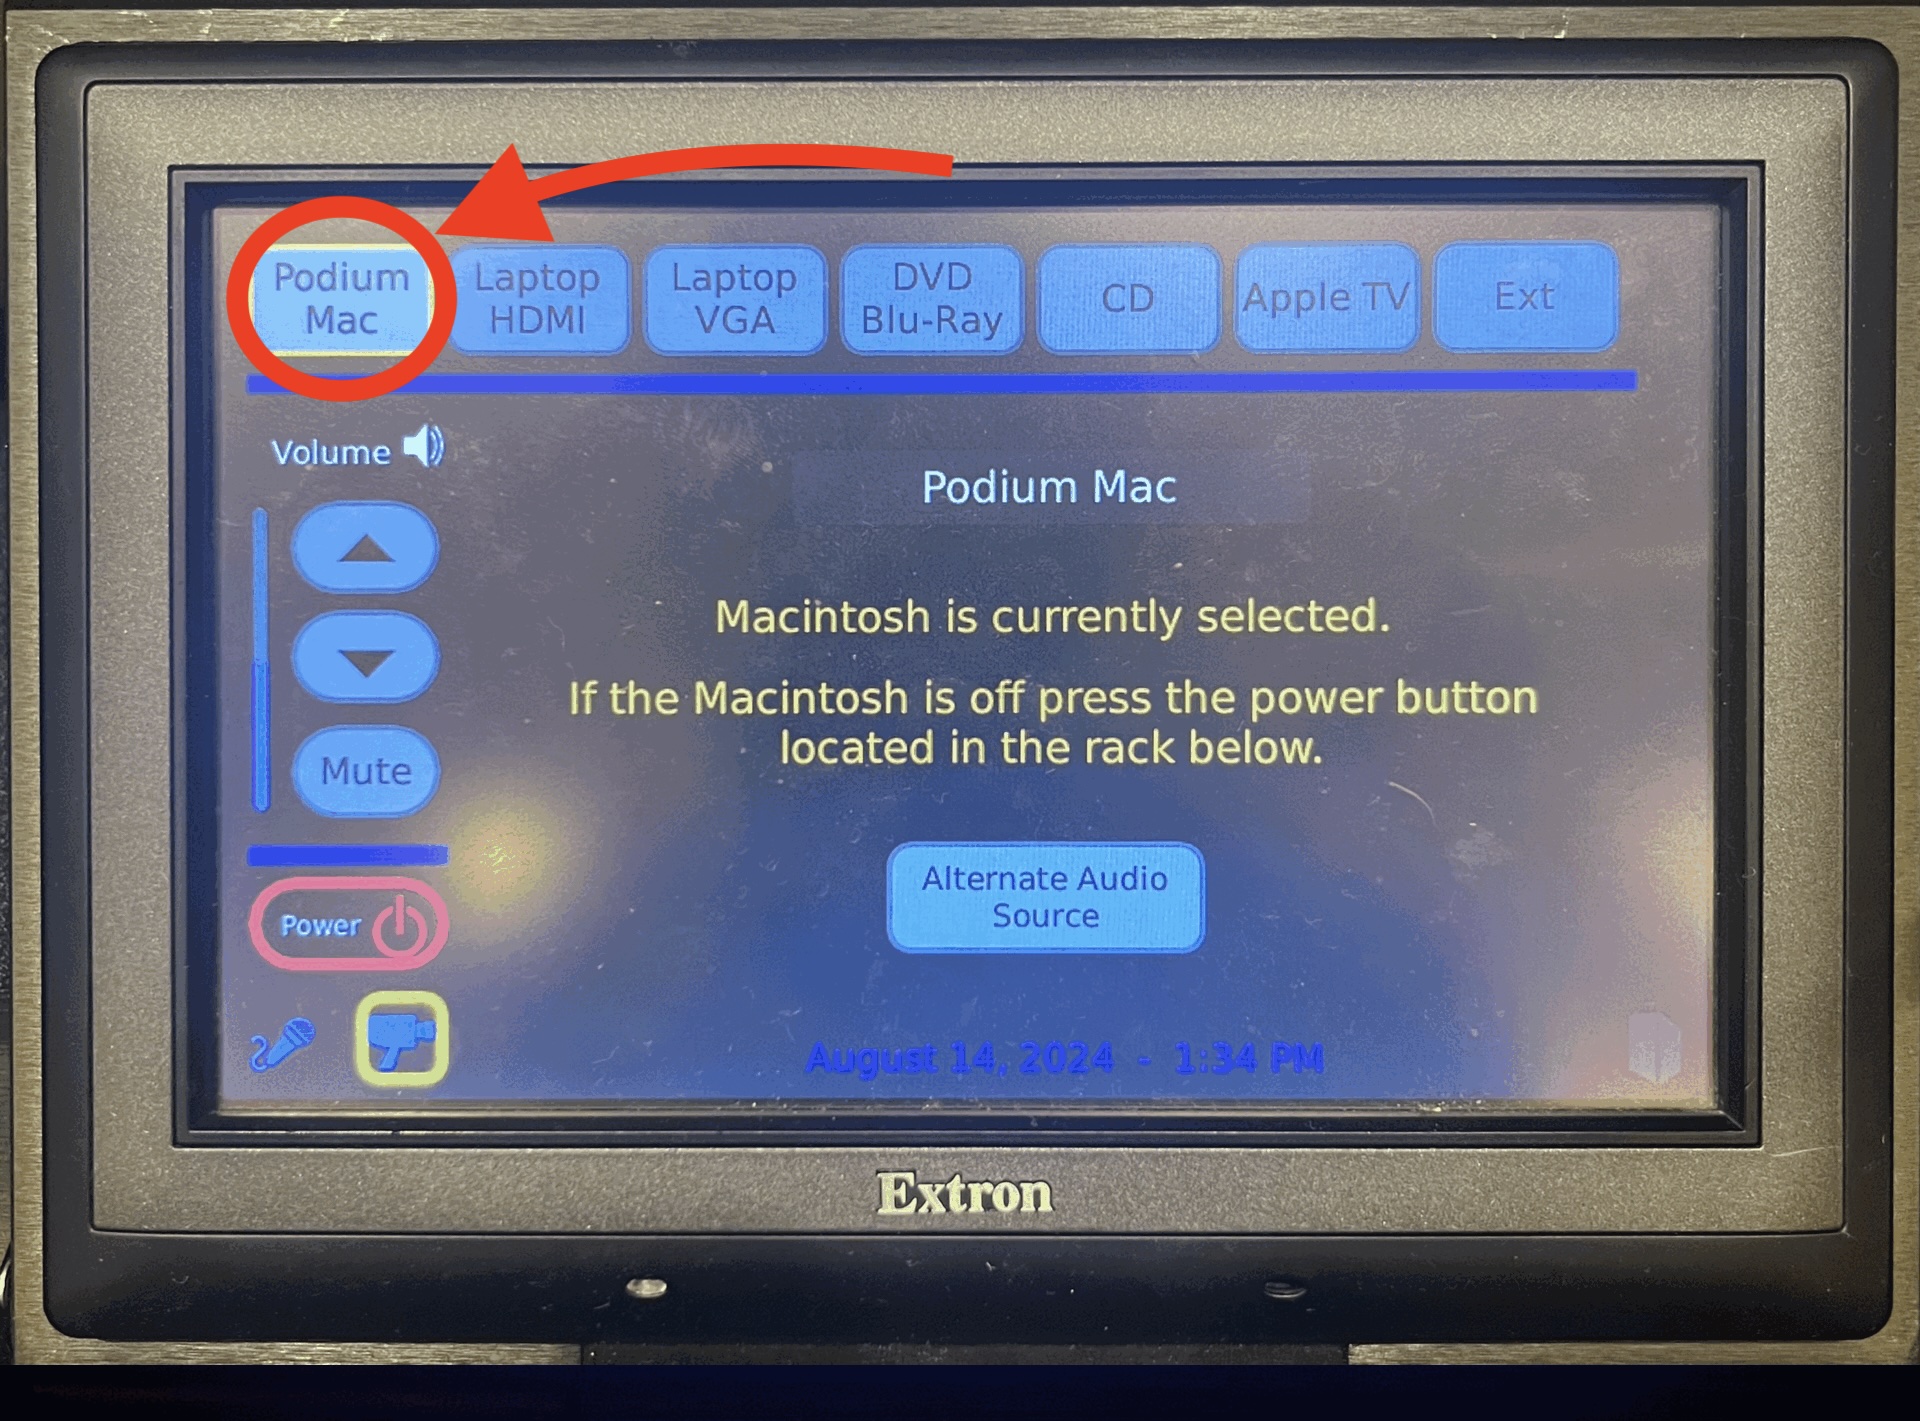 Podium
Mac
Laptop
HDMI
Laptop
VGA
DVD
Blu-Ray
CD
Apple TV
Ext
Volume
Podium Mac
Macintosh is currently selected.
If the Macintosh is off press the power button
located in the rack below.
Mute
Alternate Audio
Source
Power
August 14, 2024 - 1:34 PM
Extron